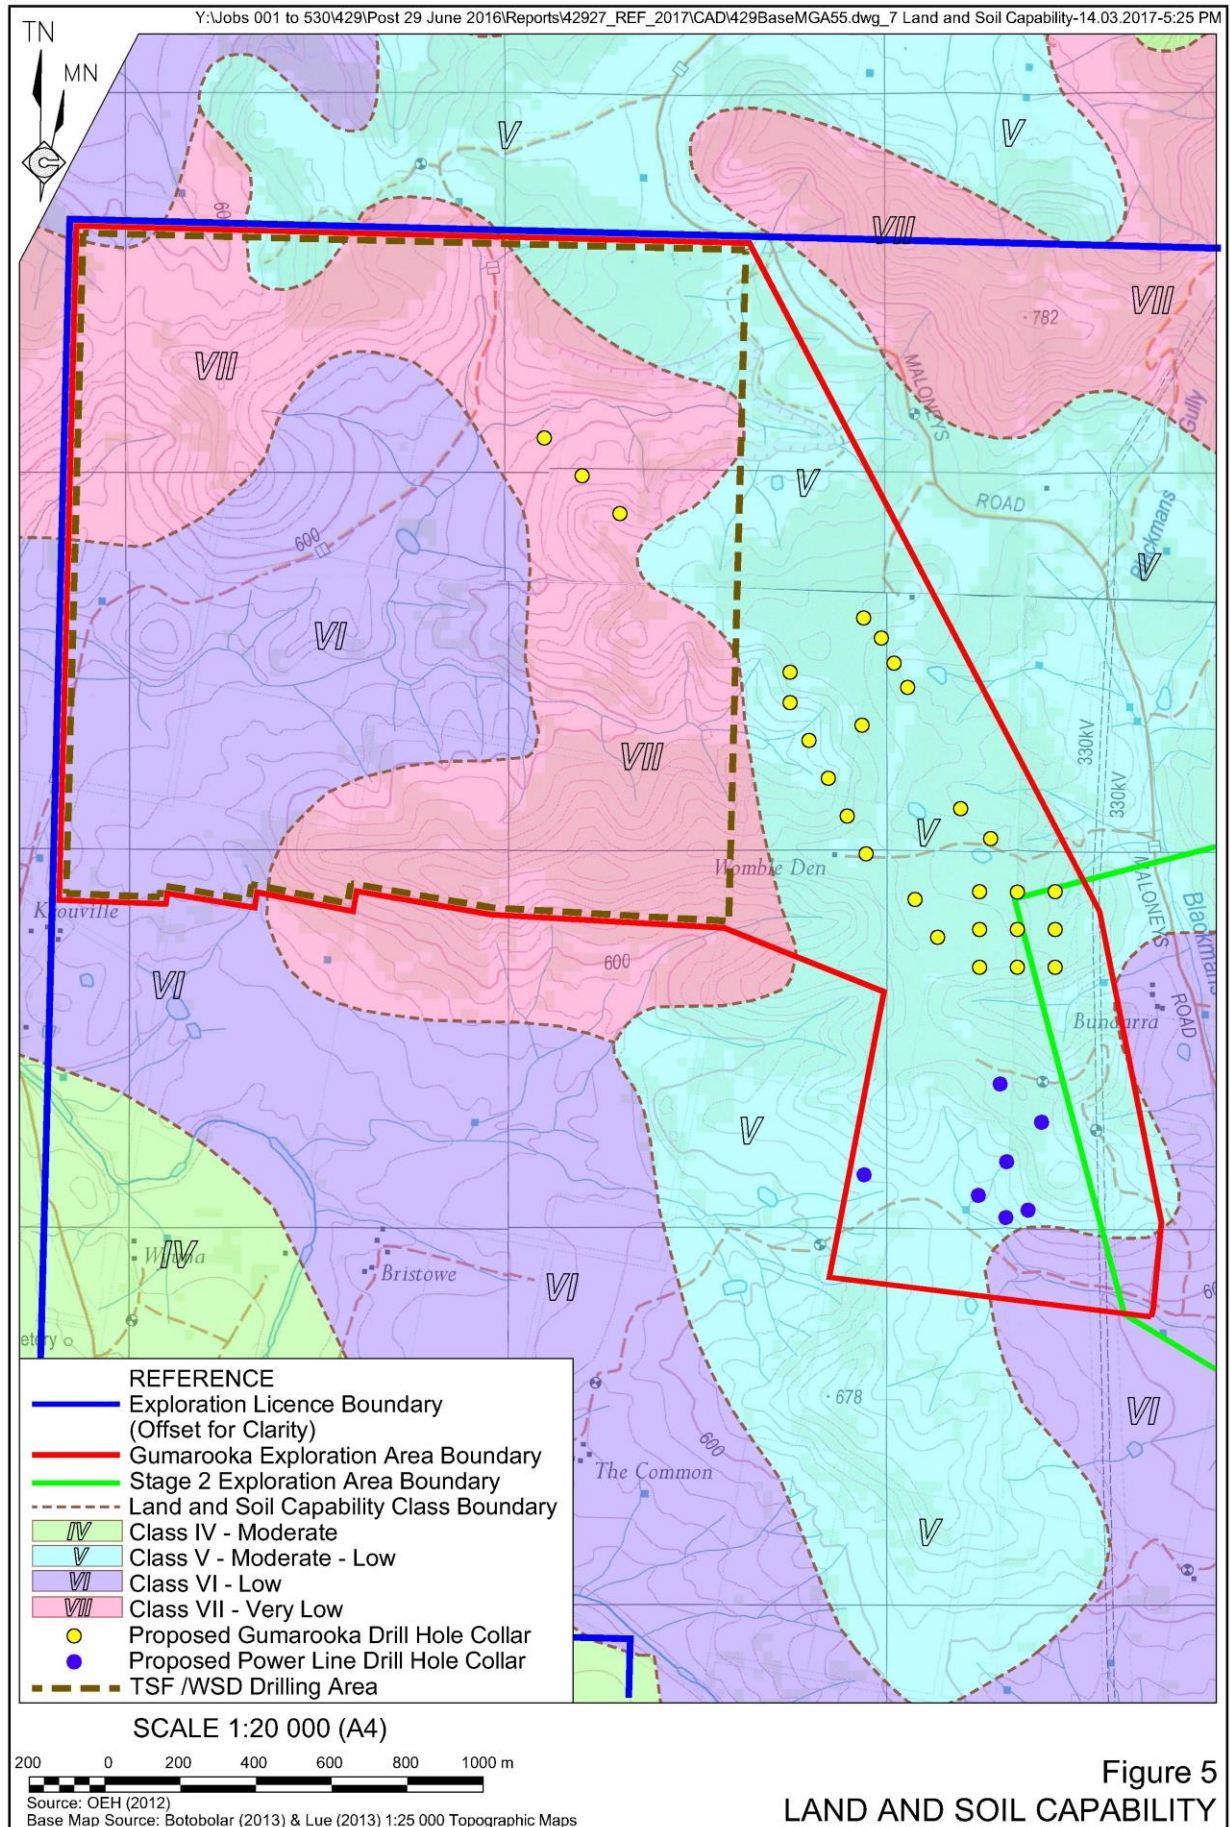 Y:\Jobs 001 to 530\429\Post 29 June 2016\Reports\42927_REF_2017\CAD\429BaseMGA55.dwg_7 Land and Soil Capability-14.03.2017-5:25 PM
TN
MN
V
V
600
VII
782
VII
VII
MALONEYS
Gully
V
ROAD
600
Blackmans
V
VI
330kV
330kV
VII
V
Womble Den
MALONEYS
Blackmans
VI
600
ROAD
Bundarra
V
IV
Bristowe
VI
678
VI
600
The Common
V
REFERENCE
Exploration Licence Boundary
(Offset for Clarity)
Gumarooka Exploration Area Boundary
Stage 2 Exploration Area Boundary
Land and Soil Capability Class Boundary
IV Class IV - Moderate
V Class V - Moderate - Low
VI Class VI - Low
VII Class VII - Very Low
Proposed Gumarooka Drill Hole Collar
Proposed Power Line Drill Hole Collar
TSF /WSD Drilling Area
SCALE 1:20 000 (A4)
200 0 200 400 600 800 1000 m
Source: OEH (2012)
Base Map Source: Botobolar (2013) & Lue (2013) 1:25 000 Topographic Maps
Figure 5
LAND AND SOIL CAPABILITY